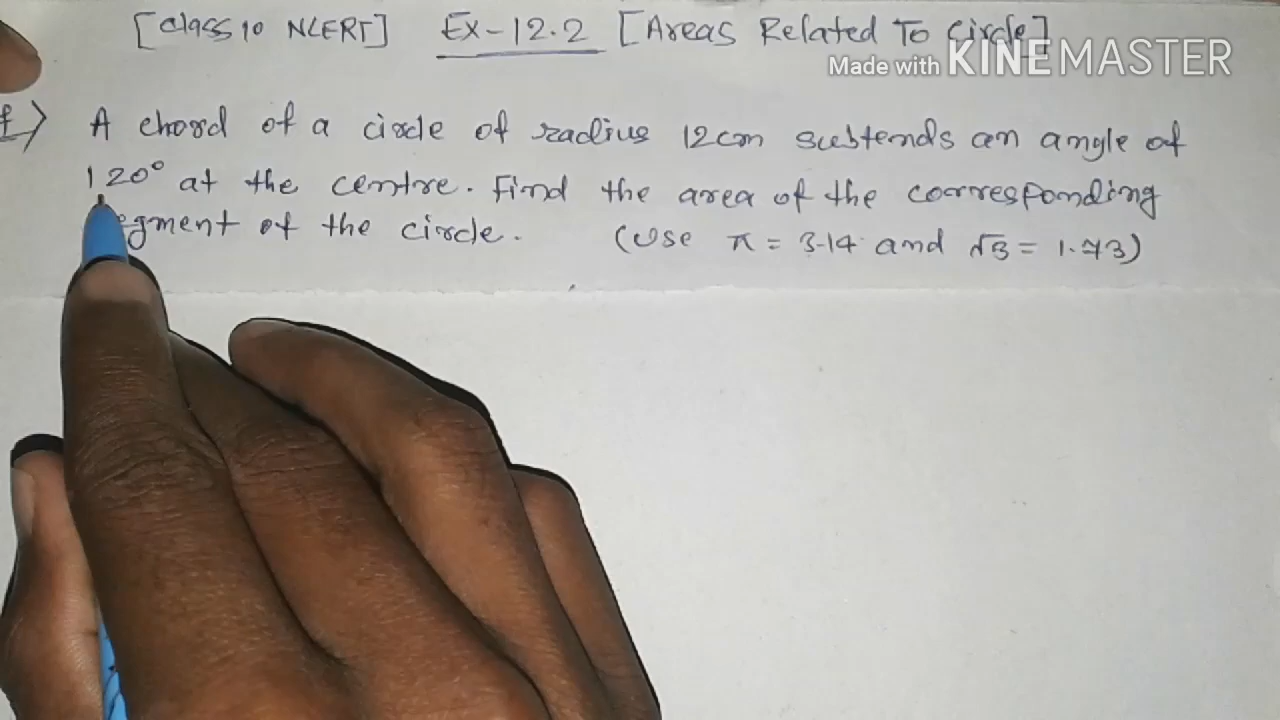 [Class 10 NCERT] Ex-12.2 [Areas Related To Circle]
Made with KINEMASTER
A chord of a circle of radius 12cm subtends an angle of
120° at the centre. Find the area of the corresponding
egment of the circle. (Use π = 3.14 and √3 = 1.73)